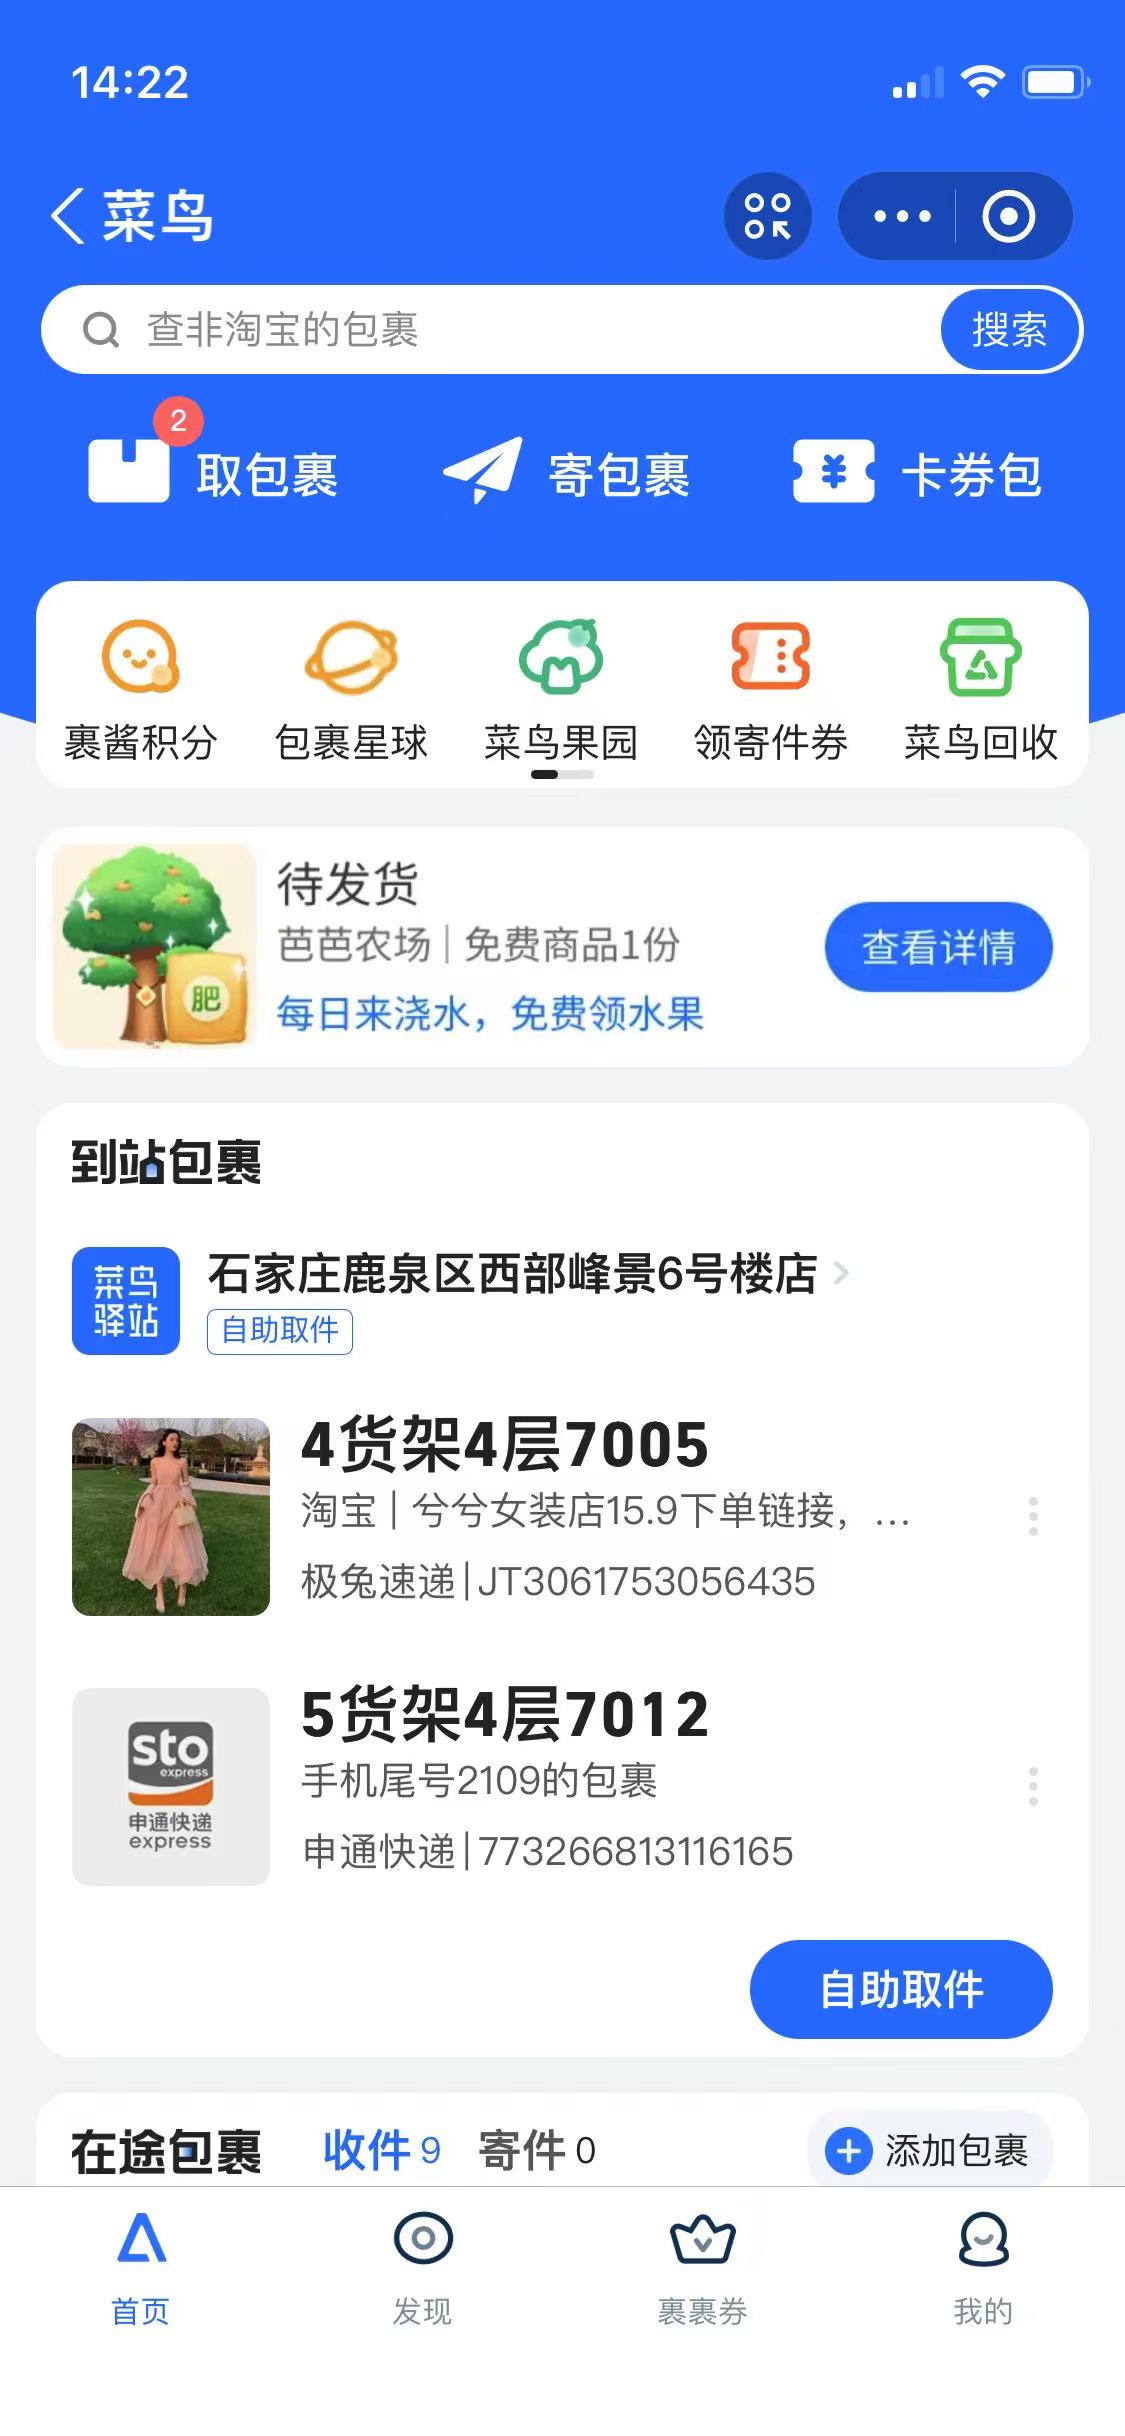 14:22
菜鸟
查非淘宝的包裹
搜索
2
取包裹
寄包裹
卡券包
裹酱积分
包裹星球
菜鸟果园
领寄件券
菜鸟回收
肥
待发货
芭芭农场|免费商品1份
每日来浇水，免费领水果
查看详情
到站包裹
菜鸟
驿站
石家庄鹿泉区西部峰景6号楼店
自助取件
4货架4层7005
淘宝|兮兮女装店15.9下单链接，...
极兔速递|JT3061753056435
sto
express
申通快递
express
5货架4层7012
手机尾号2109的包裹
申通快递|773266813116165
自助取件
在途包裹
收件 9
寄件 0
添加包裹
首页
发现
裹裹券
我的